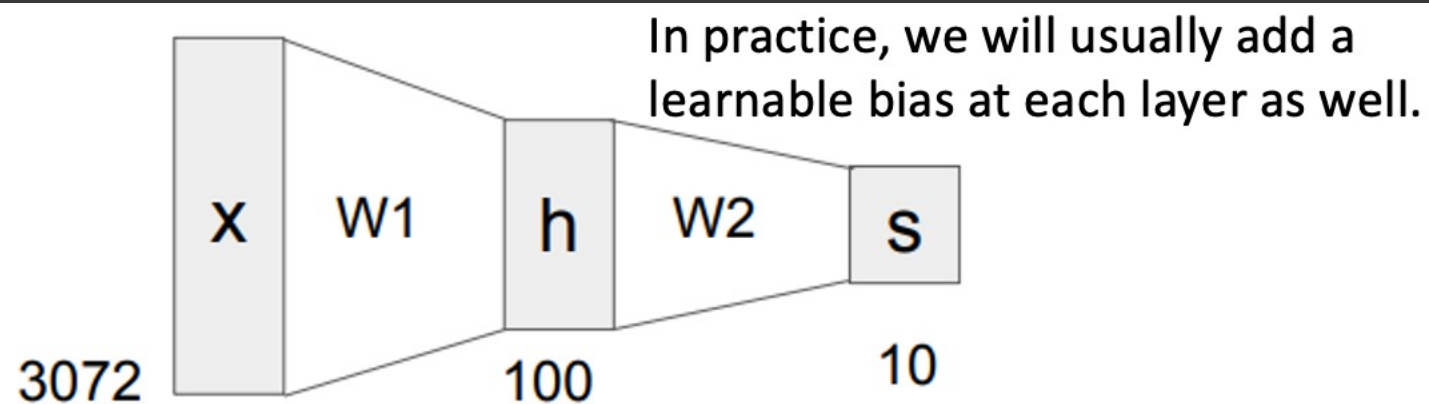 In practice, we will usually add a
learnable bias at each layer as well.
x
W1
h
W2
s
3072
100
10